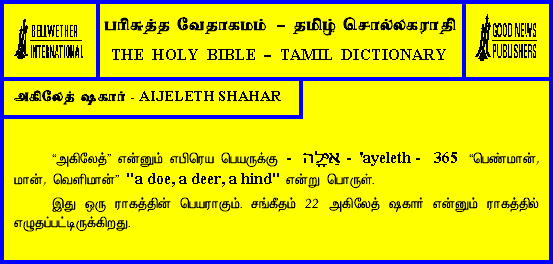 BELLWETHER
INTERNATIONAL
பரிசுத்த வேதாகமம் – தமிழ் சொல்லகராதி
THE HOLY BIBLE – TAMIL DICTIONARY
GOOD NEWS
PUBLISHERS
அகிலேத் ஷகார் - AIJELETH SHAHAR
“அகிலேத்” என்னும் எபிரெய பெயருக்கு - - 'ayeleth - 365 “பெண்மான்,
மான், வெளிமான்” "a doe, a deer, a hind" என்று பொருள்.
இது ஒரு ராகத்தின் பெயராகும். சங்கீதம் 22 அகிலேத் ஷகார் என்னும் ராகத்தில்
எழுதப்பட்டிருக்கிறது.